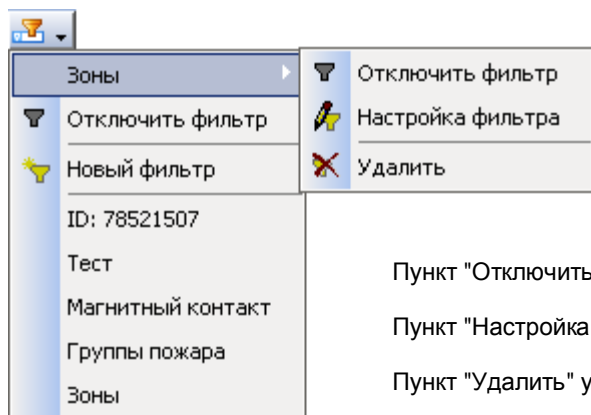 Зоны
Отключить фильтр
Новый фильтр
ID: 78521507
Тест
Магнитный контакт
Группы пожара
Зоны
Отключить фильтр
Настройка фильтра
Удалить
Пункт "Отключить
Пункт "Настройка
Пункт "Удалить" у